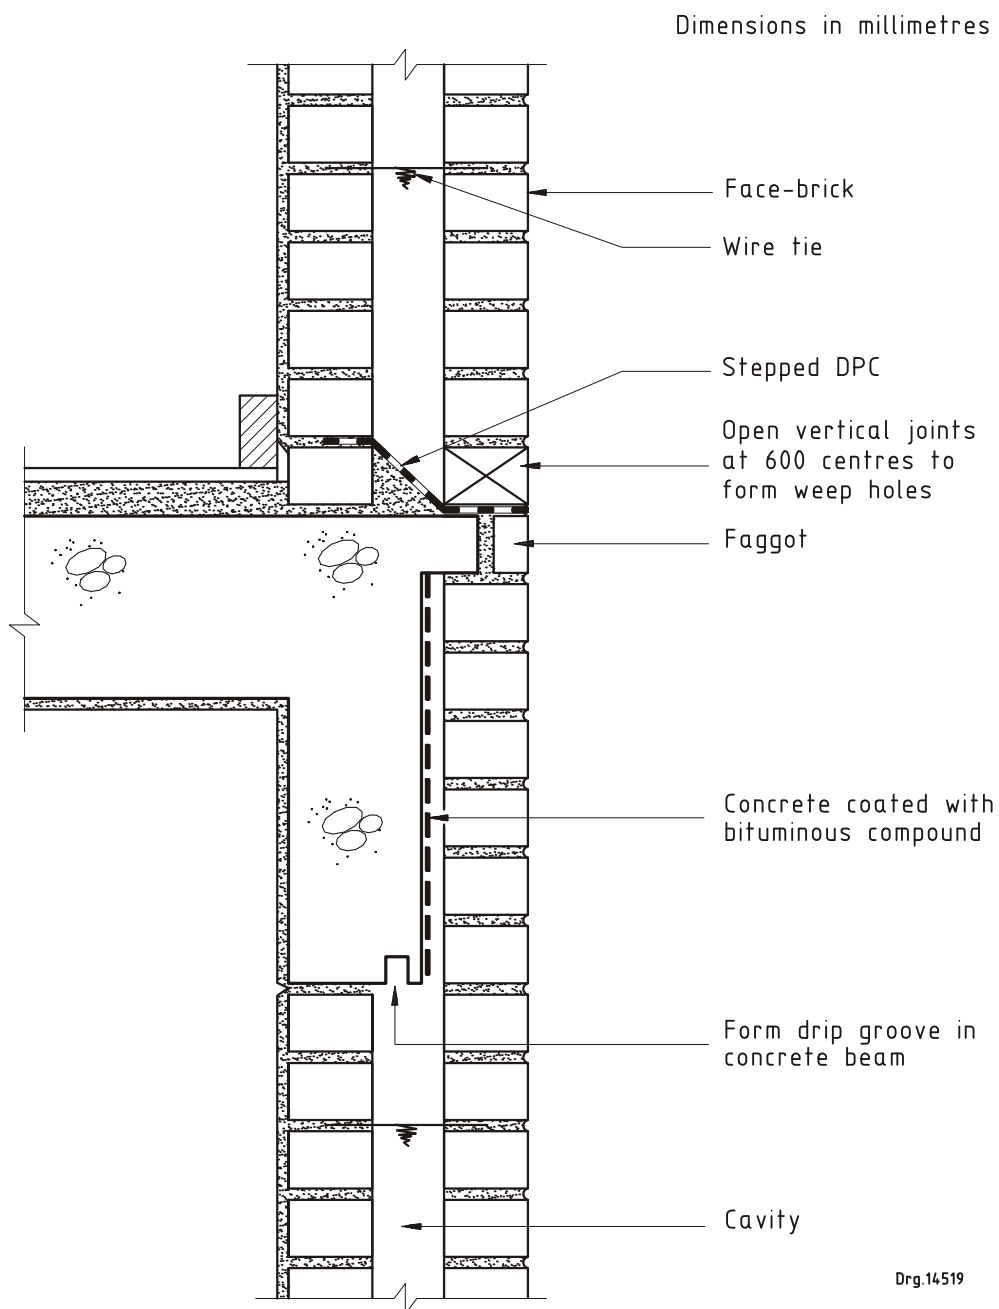 Dimensions in millimetres
Face-brick
Wire tie
Stepped DPC
Open vertical joints
at 600 centres to
form weep holes
Faggot
Concrete coated with
bituminous compound
Form drip groove in
concrete beam
Cavity
Drg.14519